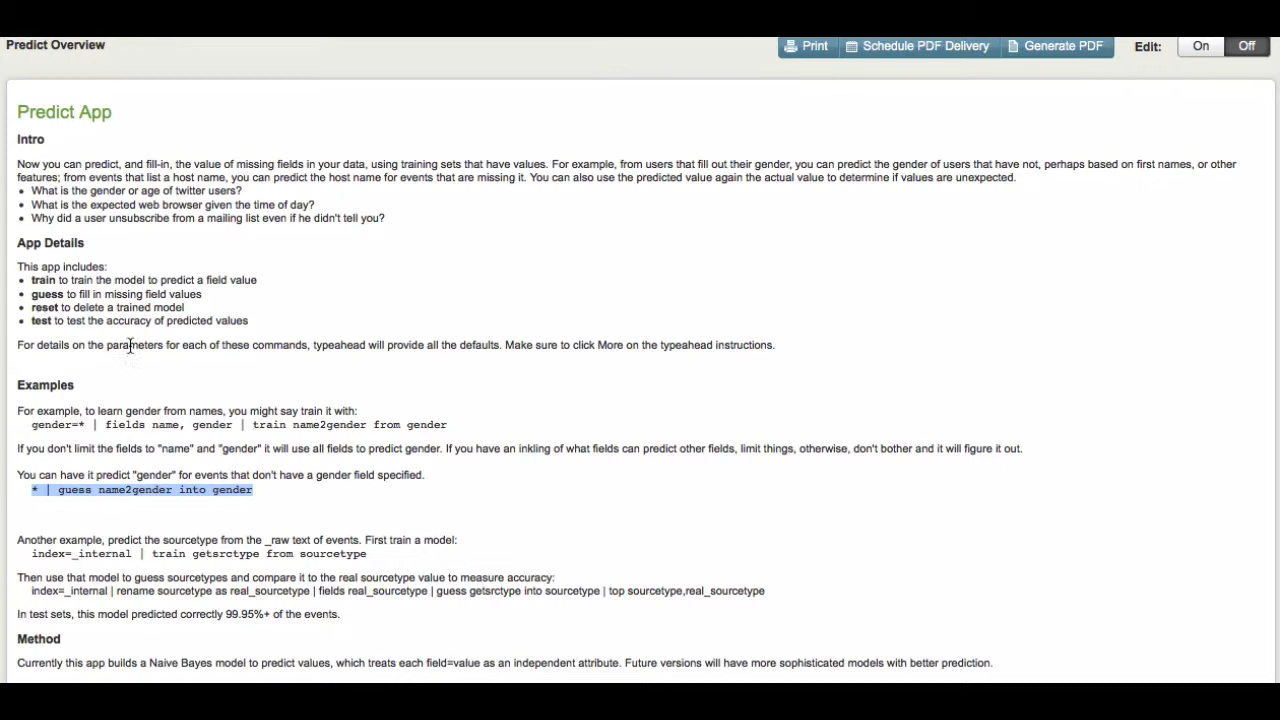 Predict Overview
Print
Schedule PDF Delivery
Generate PDF
Edit:
On
Off
Predict App
Intro
Now you can predict, and fill-in, the value of missing fields in your data, using training sets that have values. For example, from users that fill out their gender, you can predict the gender of users that have not, perhaps based on first names, or other
features; from events that list a host name, you can predict the host name for events that are missing it. You can also use the predicted value again the actual value to determine if values are unexpected.
• What is the gender or age of twitter users?
• What is the expected web browser given the time of day?
• Why did a user unsubscribe from a mailing list even if he didn't tell you?
App Details
This app includes:
• train to train the model to predict a field value
• guess to fill in missing field values
• reset to delete a trained model
• test to test the accuracy of predicted values
For details on the parameters for each of these commands, typeahead will provide all the defaults. Make sure to click More on the typeahead instructions.
Examples
For example, to learn gender from names, you might say train it with:
gender=* | fields name, gender | train name2gender from gender
If you don't limit the fields to "name" and "gender" it will use all fields to predict gender. If you have an inkling of what fields can predict other fields, limit things, otherwise, don't bother and it will figure it out.
You can have it predict "gender" for events that don't have a gender field specified.
* | guess name2gender into gender
Another example, predict the sourcetype from the _raw text of events. First train a model:
index=_internal | train getsrctype from sourcetype
Then use that model to guess sourcetypes and compare it to the real sourcetype value to measure accuracy:
index=_internal | rename sourcetype as real_sourcetype | fields real_sourcetype | guess getsrctype into sourcetype | top sourcetype,real_sourcetype
In test sets, this model predicted correctly 99.95%+ of the events.
Method
Currently this app builds a Naive Bayes model to predict values, which treats each field=value as an independent attribute. Future versions will have more sophisticated models with better prediction.